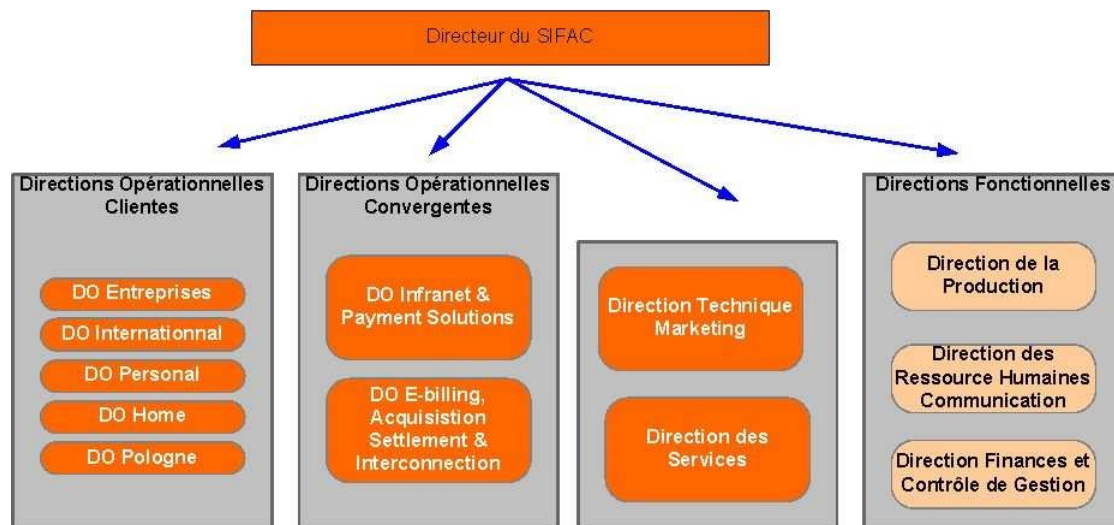 Directeur du SIFAC
Directions Opérationnelles
Clientes
DO Entreprises
DO Internationnal
DO Personal
DO Home
DO Pologne
Directions Opérationnelles
Convergentes
DO Infranet &
Payment Solutions
DO E-billing,
Acquisistion
Settlement &
Interconnection
Direction Technique
Marketing
Direction des
Services
Directions Fonctionnelles
Direction de la
Production
Direction des
Ressource Humaines
Communication
Direction Finances et
Contrôle de Gestion